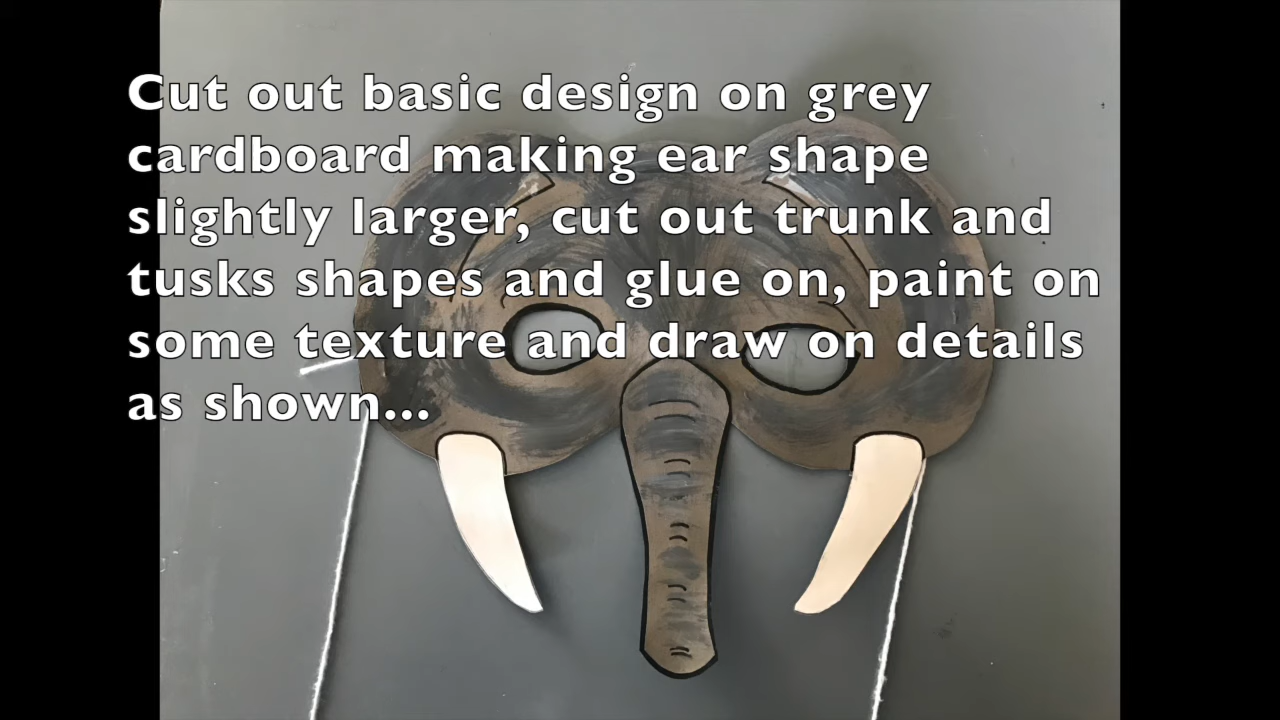 Cut out basic design on grey
cardboard making ear shape
slightly larger, cut out trunk and
tusks shapes and glue on, paint on
some texture and draw on details
as shown...